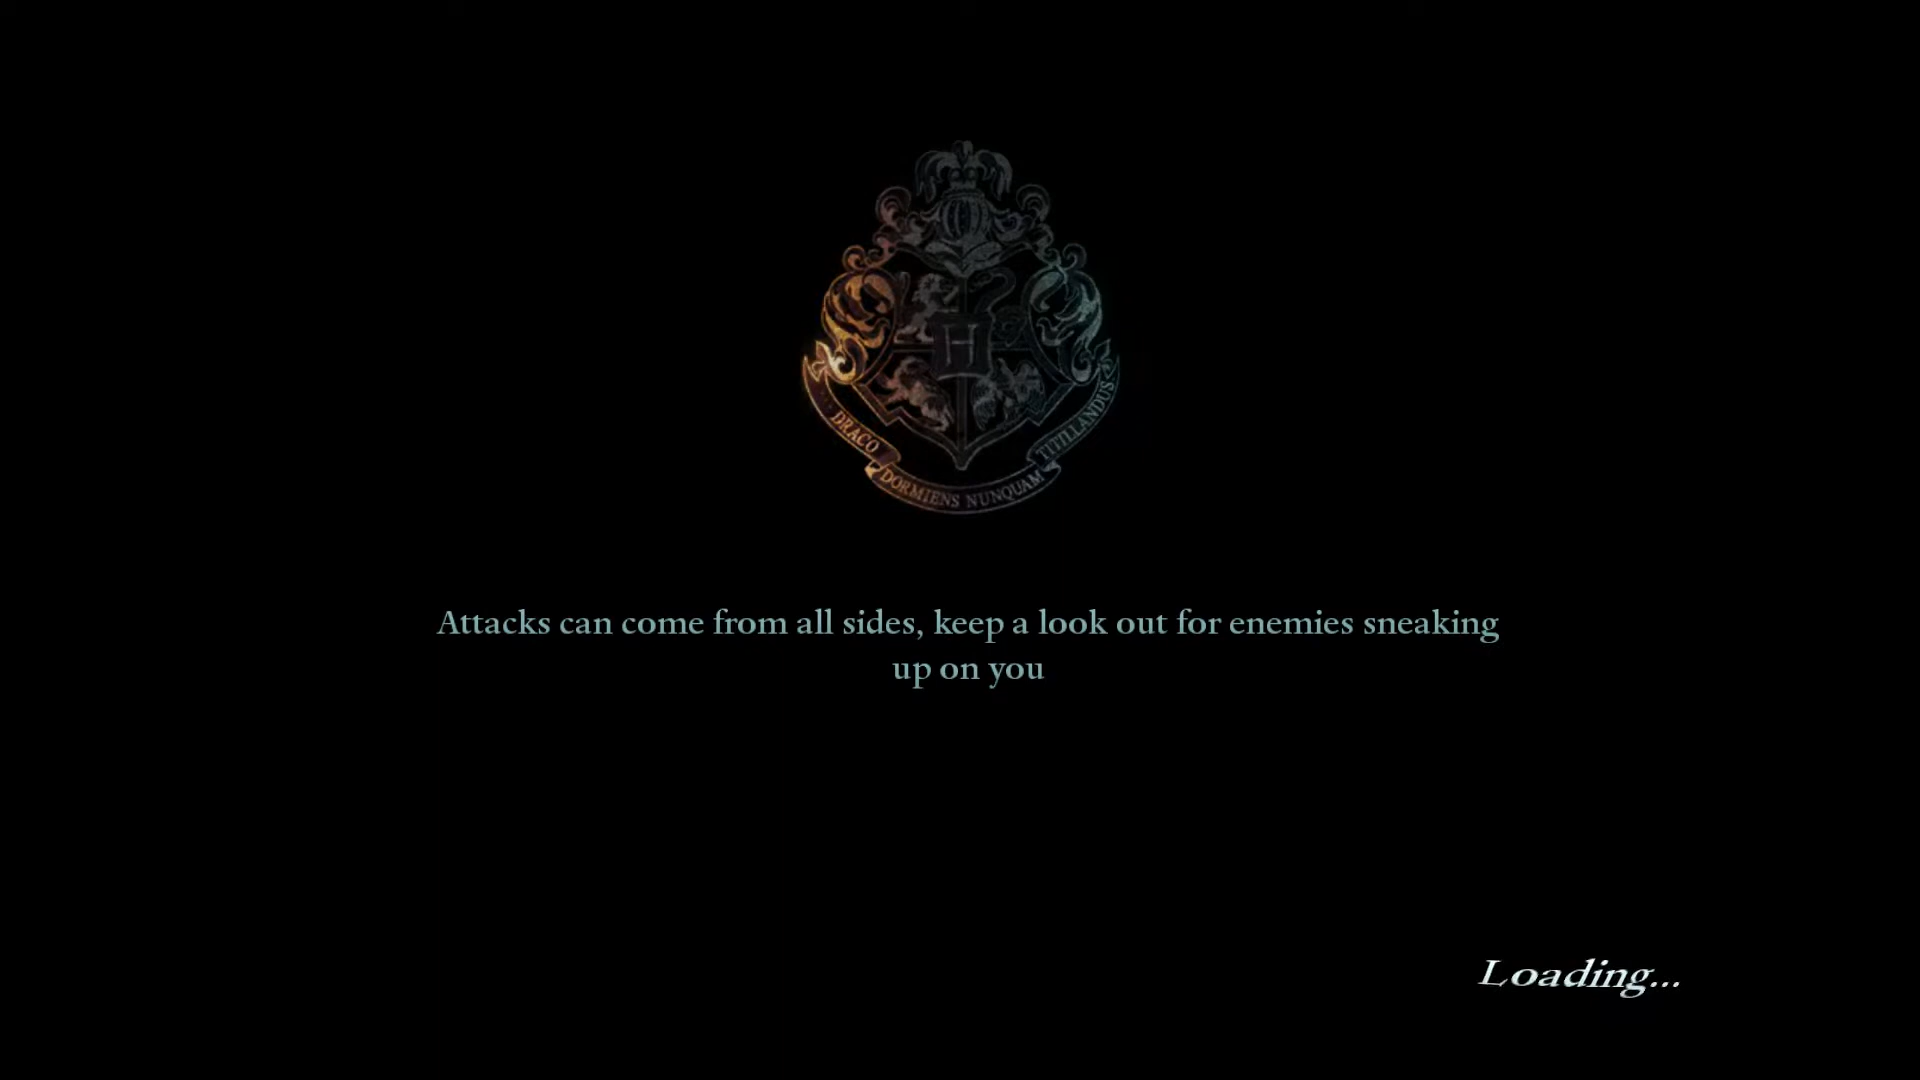 H
DRACO
DORMIENS NUNQUAM
TITILLANDUS
Attacks can come from all sides, keep a look out for enemies sneaking
up on you
Loading...